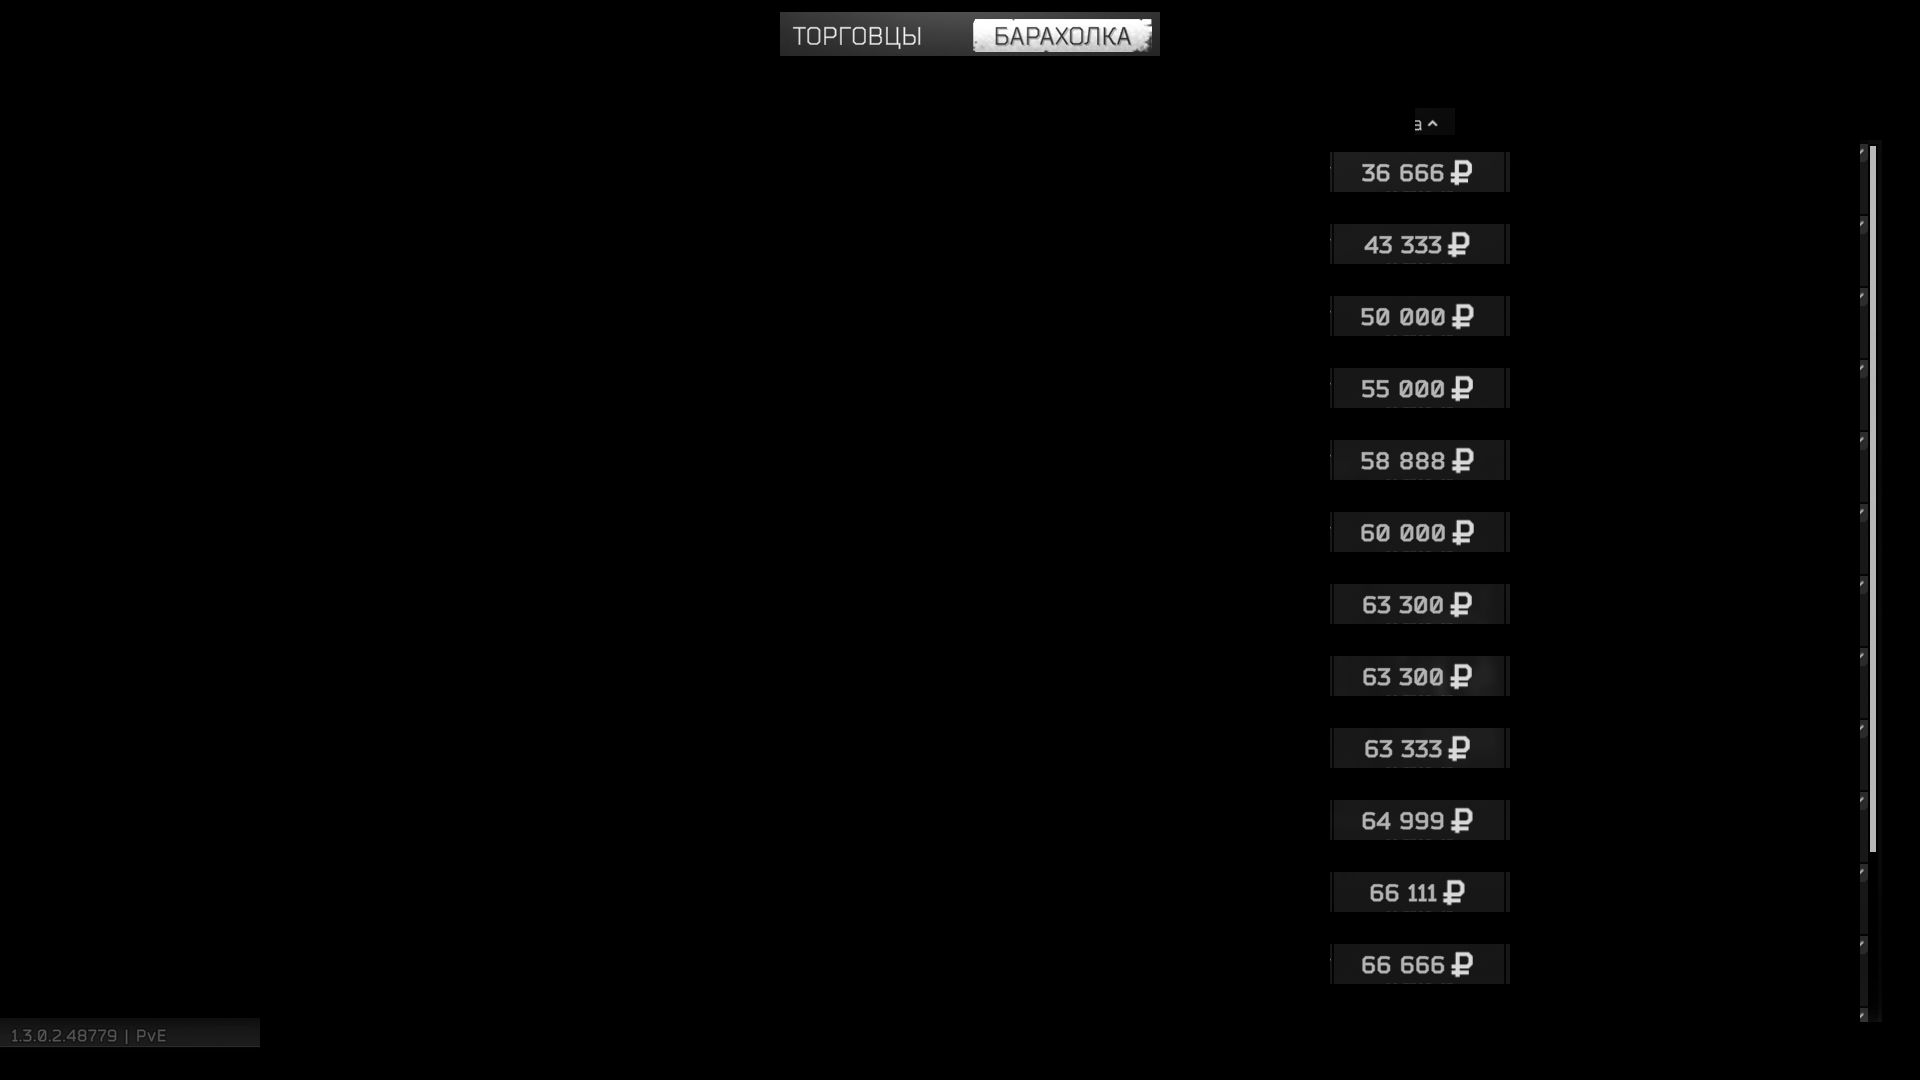 ТОРГОВЦЫ БАРАХОЛКА
а
36 666 ₽
43 333 ₽
50 000 ₽
55 000 ₽
58 888 ₽
60 000 ₽
63 300 ₽
63 300 ₽
63 333 ₽
64 999 ₽
66 111 ₽
66 666 ₽
1.3.0.2.48779 | PvE